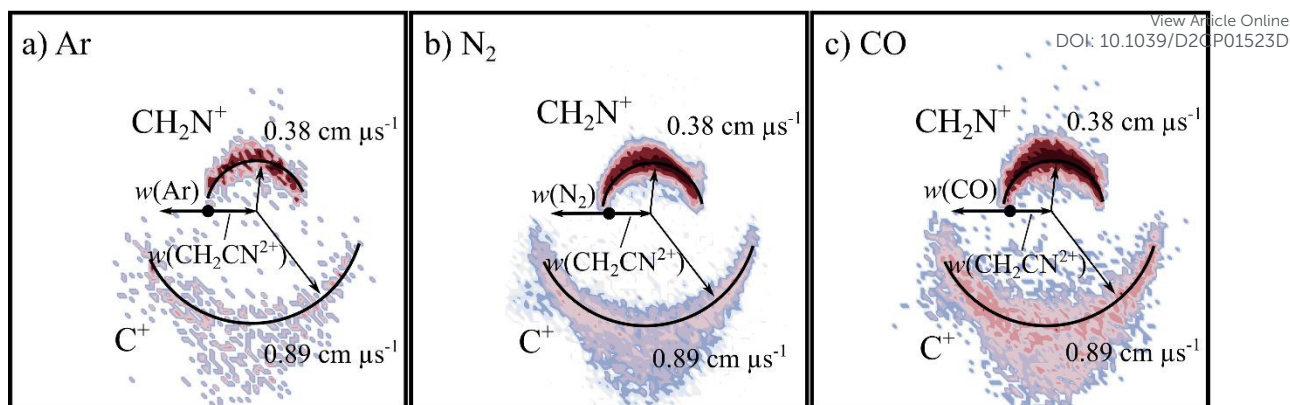 View Article Online
DOI: 10.1039/D2CP01523D
a) Ar
CH₂N⁺
0.38 cm μs⁻¹
w(Ar)
w(CH₂CN²⁺)
C⁺
0.89 cm μs⁻¹
b) N₂
CH₂N⁺
0.38 cm μs⁻¹
w(N₂)
w(CH₂CN²⁺)
C⁺
0.89 cm μs⁻¹
c) CO
CH₂N⁺
0.38 cm μs⁻¹
w(CO)
w(CH₂CN²⁺)
C⁺
0.89 cm μs⁻¹